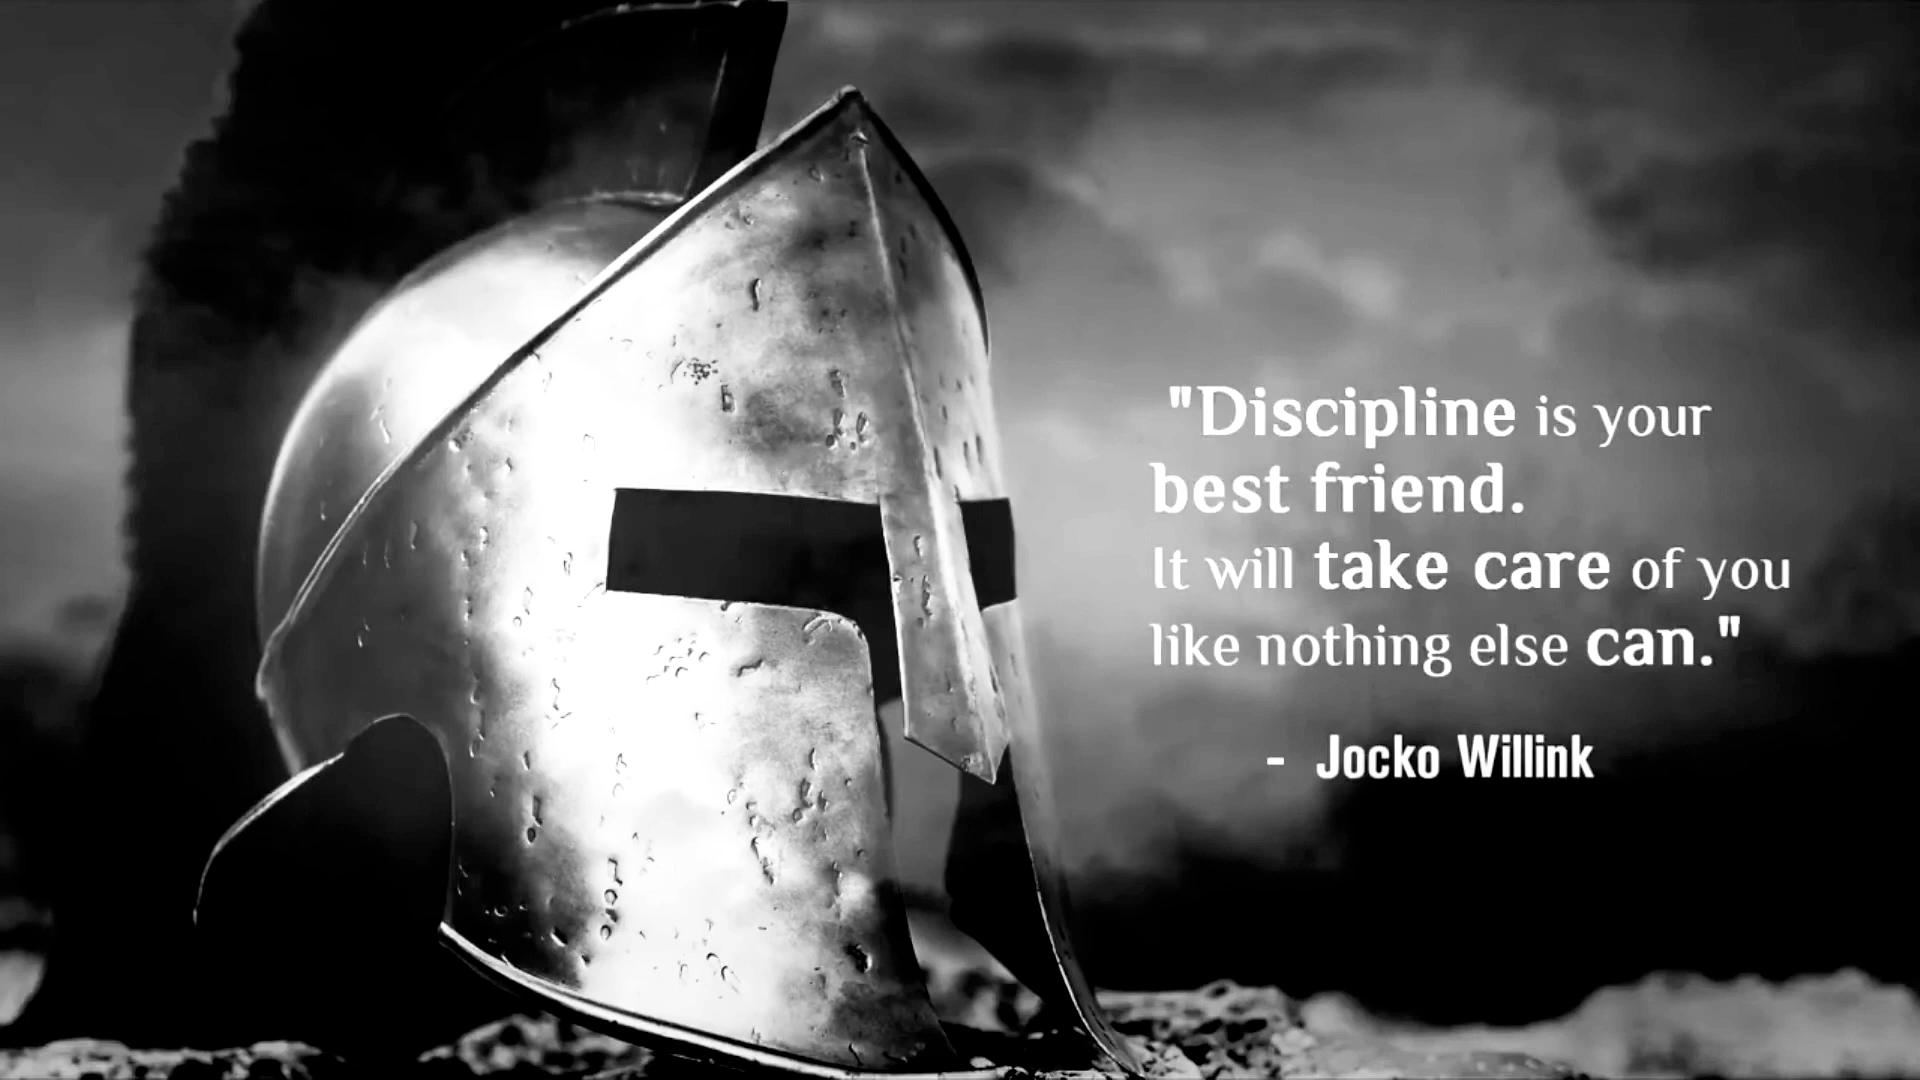 "Discipline is your
best friend.
It will take care of you
like nothing else can."
- Jocko Willink